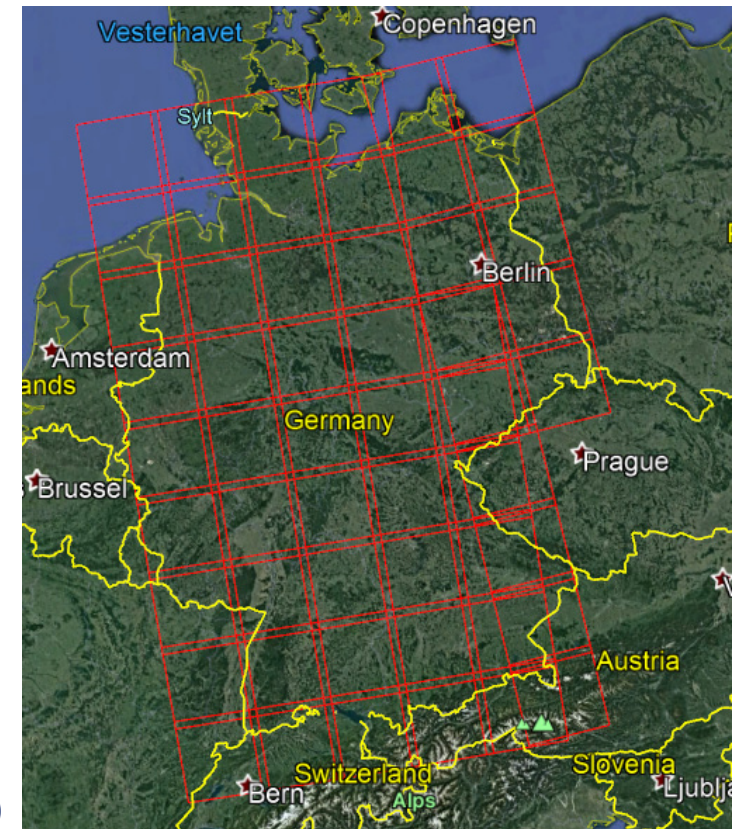 Copenhagen
Vesterhavet
Sylt
Berlin
Amsterdam
ands
Germany
Prague
Brussel
Austria
Slovenia
Switzerland
Bern
Alps
Ljublja